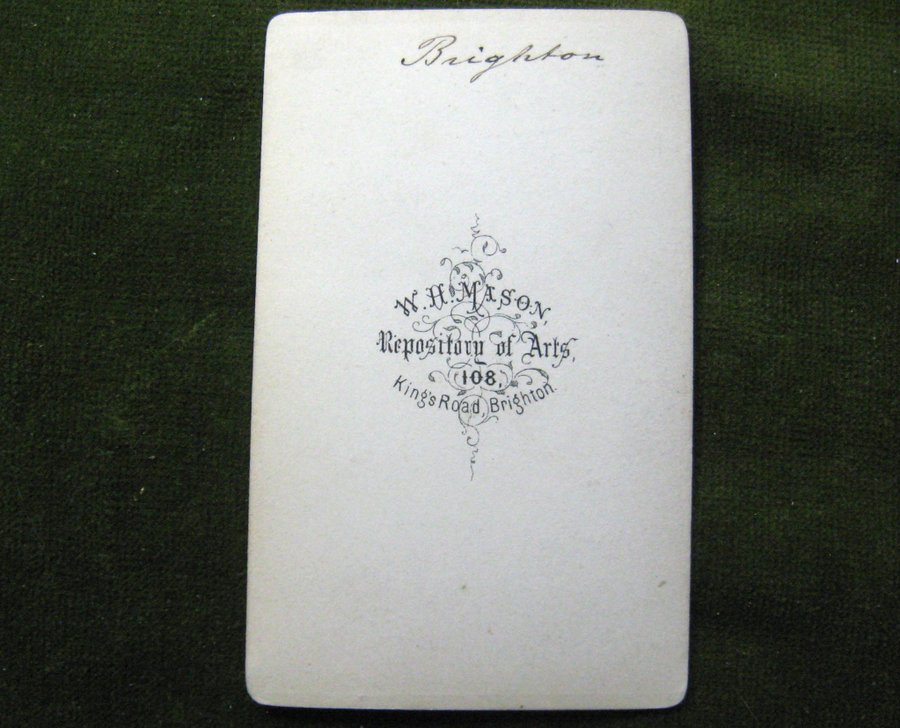 Brighton
W. H. MASON,
Repository of Arts,
108,
King's Road, Brighton.